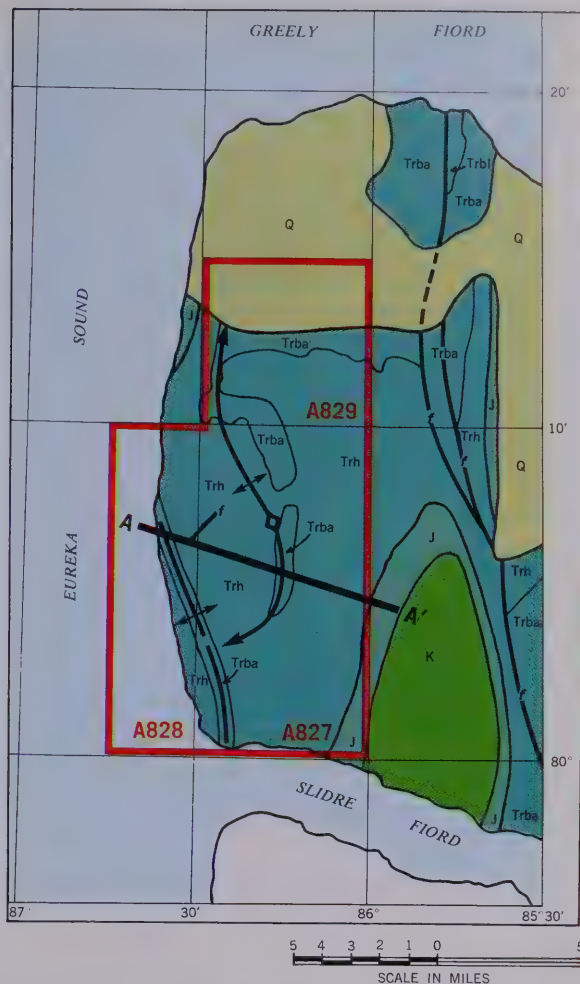 GREELY FIORD
20'
Trba
Trbl
Trba
Q
Q
SOUND
J
Trba
Trba
A829
10'
Trba
Trh
J
Trh
f
f
Trh
Q
A
f
Trba
J
Trh
EUREKA
Trh
Trba
A'
K
Trba
f
Trh
A828
A827
J
80°
SLIDRE
FIORD
J
Trba
87°
30'
86°
85°30'
5 4 3 2 1 0 5
SCALE IN MILES